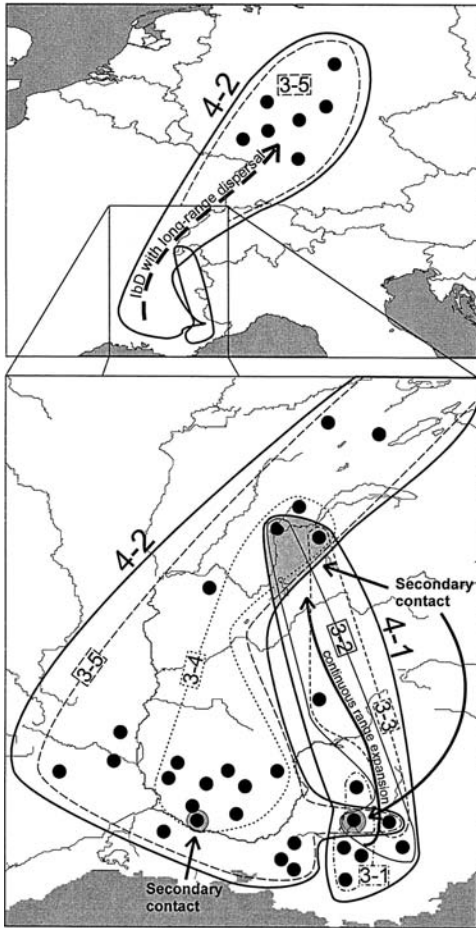 4-2
3-5
IbD with long-range dispersal
4-2
Secondary
contact
4-1
3-2
3-5
3-4
3-3
continuous range expansion
3-1
Secondary
contact